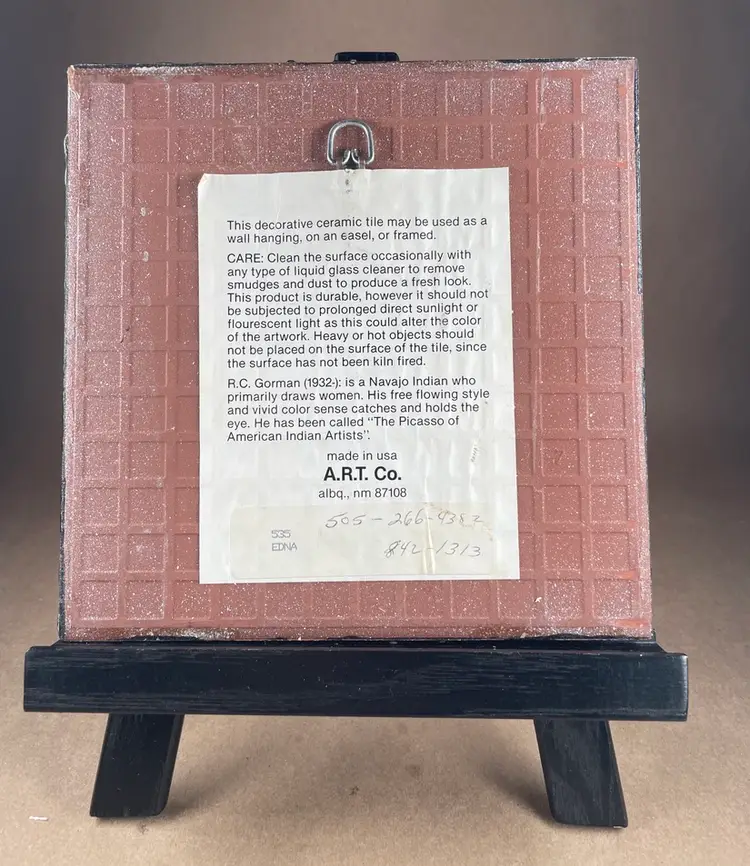 This decorative ceramic tile may be used as a
wall hanging, on an easel, or framed.
CARE: Clean the surface occasionally with
any type of liquid glass cleaner to remove
smudges and dust to produce a fresh look.
This product is durable, however it should not
be subjected to prolonged direct sunlight or
flourescent light as this could alter the color
of the artwork. Heavy or hot objects should
not be placed on the surface of the tile, since
the surface has not been kiln fired.
R.C. Gorman (1932-): is a Navajo Indian who
primarily draws women. His free flowing style
and vivid color sense catches and holds the
eye. He has been called "The Picasso of
American Indian Artists".
made in usa
A.R.T. Co.
albq., nm 87108
505-266-4382
535
EDNA
842-1313